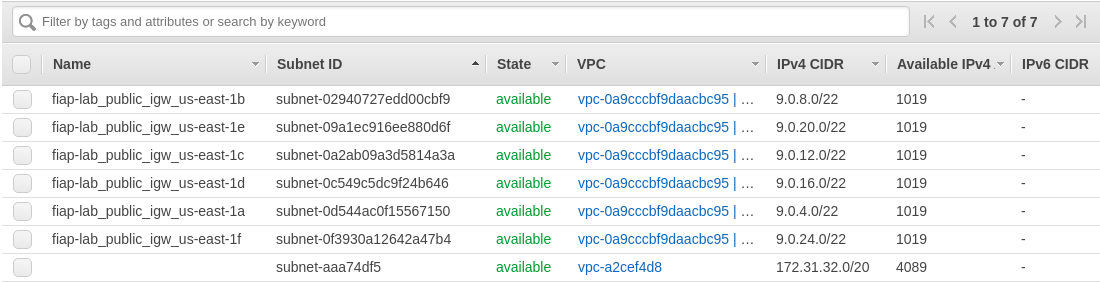 Filter by tags and attributes or search by keyword 1 to 7 of 7
Name Subnet ID State VPC IPv4 CIDR Available IPv4 IPv6 CIDR
fiap-lab_public_igw_us-east-1b subnet-02940727edd00cbf9 available vpc-0a9cccbf9daacbc95 | … 9.0.8.0/22 1019 -
fiap-lab_public_igw_us-east-1e subnet-09a1ec916ee880d6f available vpc-0a9cccbf9daacbc95 | … 9.0.20.0/22 1019 -
fiap-lab_public_igw_us-east-1c subnet-0a2ab09a3d5814a3a available vpc-0a9cccbf9daacbc95 | … 9.0.12.0/22 1019 -
fiap-lab_public_igw_us-east-1d subnet-0c549c5dc9f24b646 available vpc-0a9cccbf9daacbc95 | … 9.0.16.0/22 1019 -
fiap-lab_public_igw_us-east-1a subnet-0d544ac0f15567150 available vpc-0a9cccbf9daacbc95 | … 9.0.4.0/22 1019 -
fiap-lab_public_igw_us-east-1f subnet-0f3930a12642a47b4 available vpc-0a9cccbf9daacbc95 | … 9.0.24.0/22 1019 -
subnet-aaa74df5 available vpc-a2cef4d8 172.31.32.0/20 4089 -